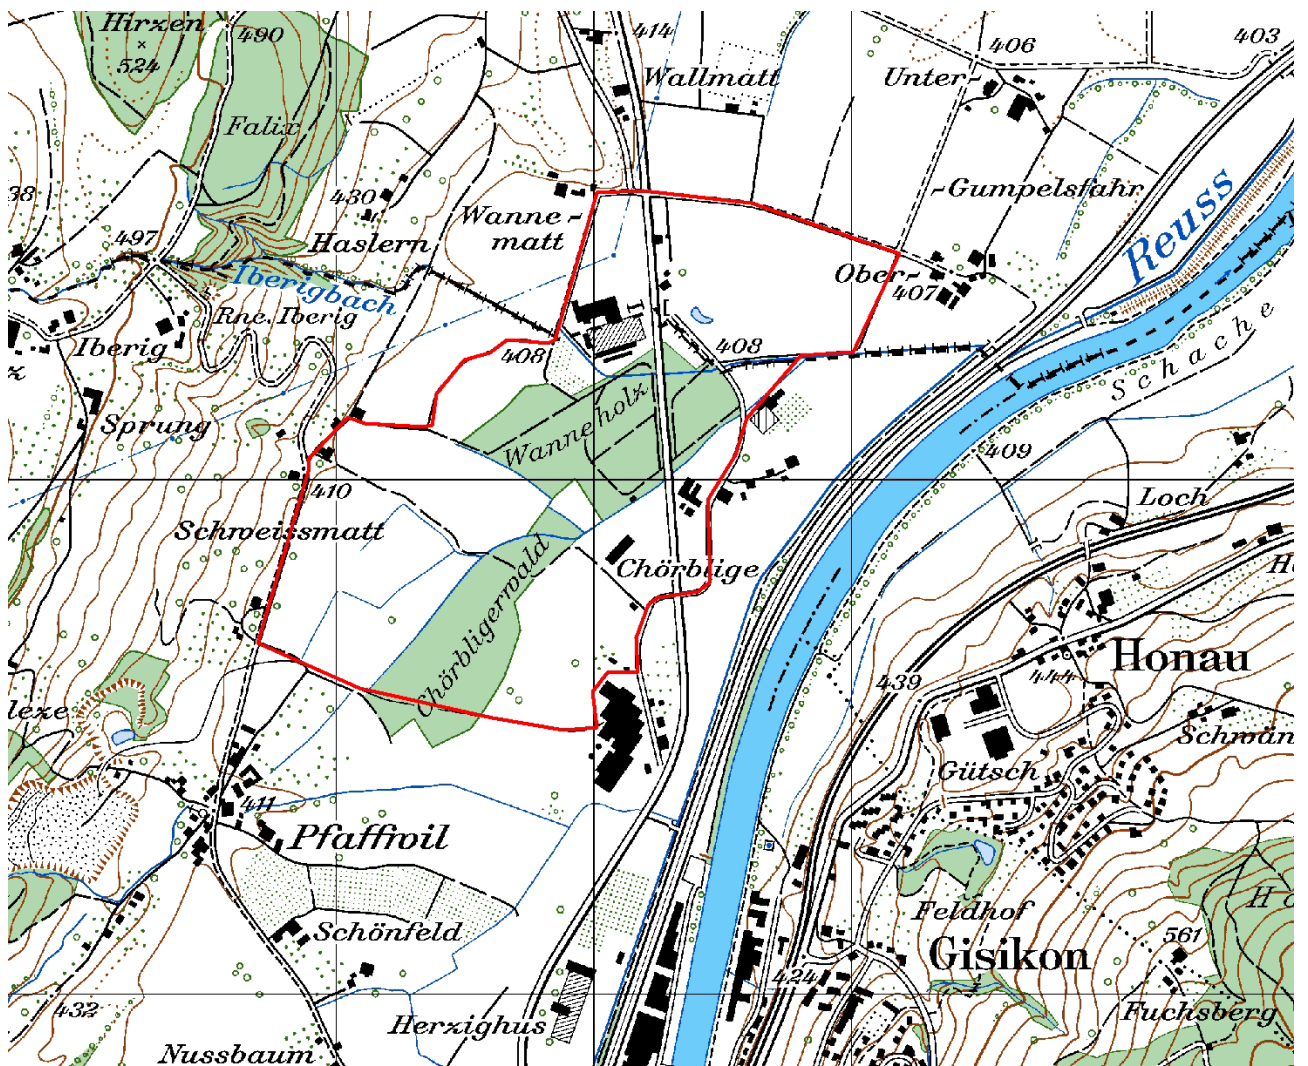 Hirzen
490
414
406
403
524
Wallmatt
Unter-
Falix
38
430
Wanne-
matt
-Gumpelsfahr
Reuss
497
Haslern
Ober-
407
Iberigbach
Rne. Iberig
Iberig
408
408
Schache
Sprung
Wanneholz
409
410
Loch
Schweissmatt
Chörblige
Chörbligerwald
Honau
444
439
Schwän
Gütsch
411
Pfaffwil
Feldhof
Schönfeld
561
Gisikon
424
432
Fuchsberg
Herzighus
Nussbaum